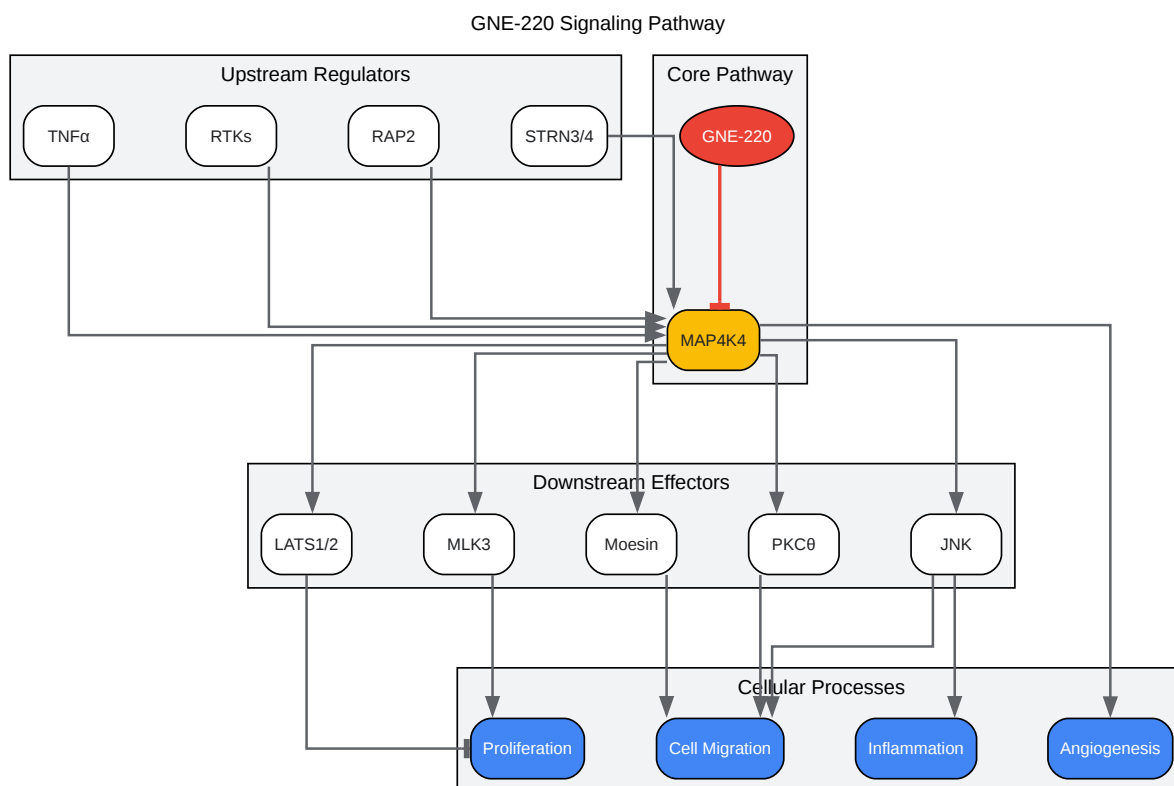 GNE-220 Signaling Pathway
Upstream Regulators
Core Pathway
TNFα
RTKs
RAP2
STRN3/4
GNE-220
MAP4K4
Downstream Effectors
LATS1/2
MLK3
Moesin
PKCθ
JNK
Cellular Processes
Proliferation
Cell Migration
Inflammation
Angiogenesis